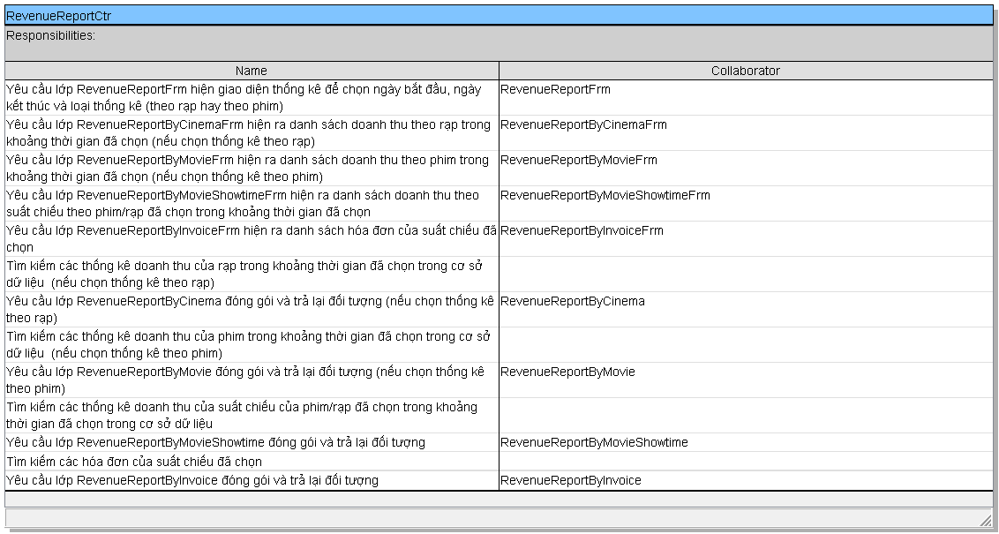 RevenueReportCtr
Responsibilities:
Name Collaborator
Yêu cầu lớp RevenueReportFrm hiện giao diện thống kê để chọn ngày bắt đầu, ngày RevenueReportFrm
kết thúc và loại thống kê (theo rạp hay theo phim)
Yêu cầu lớp RevenueReportByCinemaFrm hiện ra danh sách doanh thu theo rạp trong RevenueReportByCinemaFrm
khoảng thời gian đã chọn (nếu chọn thống kê theo rạp)
Yêu cầu lớp RevenueReportByMovieFrm hiện ra danh sách doanh thu theo phim trong RevenueReportByMovieFrm
khoảng thời gian đã chọn (nếu chọn thống kê theo phim)
Yêu cầu lớp RevenueReportByMovieShowtimeFrm hiện ra danh sách doanh thu theo RevenueReportByMovieShowtimeFrm
suất chiếu theo phim/rạp đã chọn trong khoảng thời gian đã chọn
Yêu cầu lớp RevenueReportByInvoiceFrm hiện ra danh sách hóa đơn của suất chiếu đã RevenueReportByInvoiceFrm
chọn
Tìm kiếm các thống kê doanh thu của rạp trong khoảng thời gian đã chọn trong cơ sở
dữ liệu (nếu chọn thống kê theo rạp)
Yêu cầu lớp RevenueReportByCinema đóng gói và trả lại đối tượng (nếu chọn thống kê RevenueReportByCinema
theo rạp)
Tìm kiếm các thống kê doanh thu của phim trong khoảng thời gian đã chọn trong cơ sở
dữ liệu (nếu chọn thống kê theo phim)
Yêu cầu lớp RevenueReportByMovie đóng gói và trả lại đối tượng (nếu chọn thống kê RevenueReportByMovie
theo phim)
Tìm kiếm các thống kê doanh thu của suất chiếu của phim/rạp đã chọn trong khoảng
thời gian đã chọn trong cơ sở dữ liệu
Yêu cầu lớp RevenueReportByMovieShowtime đóng gói và trả lại đối tượng RevenueReportByMovieShowtime
Tìm kiếm các hóa đơn của suất chiếu đã chọn
Yêu cầu lớp RevenueReportByInvoice đóng gói và trả lại đối tượng RevenueReportByInvoice